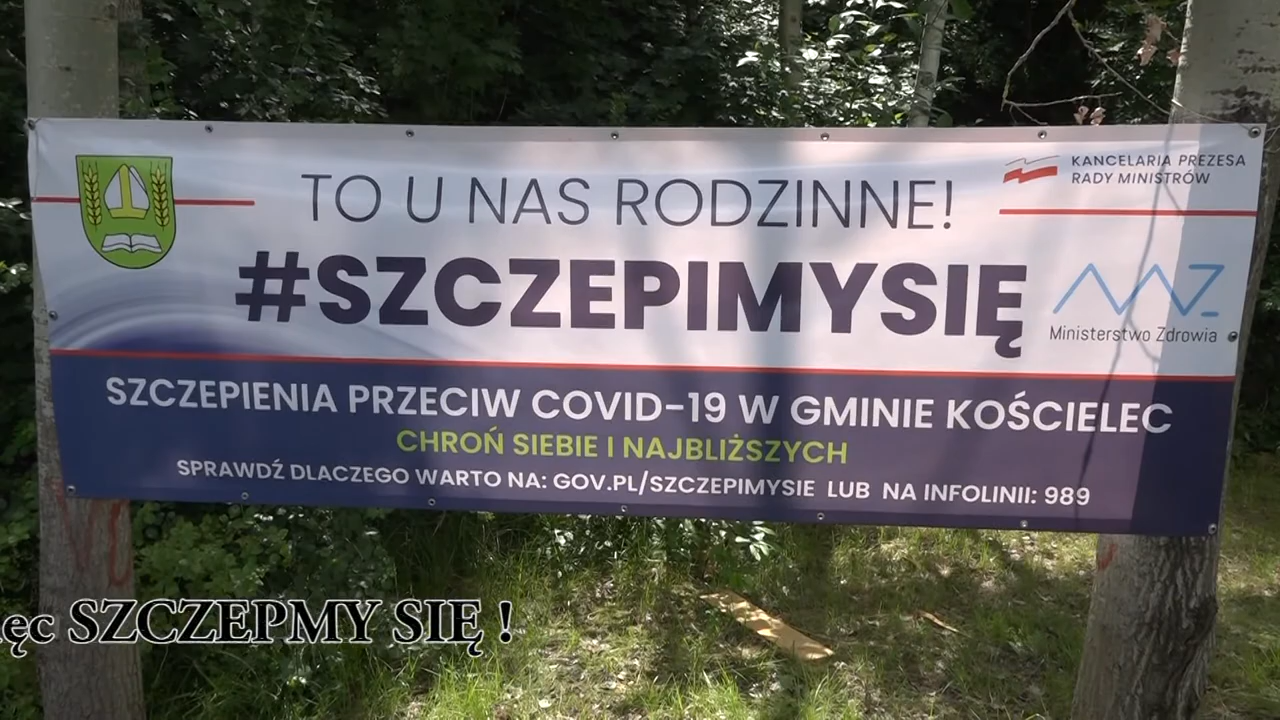 TO U NAS RODZINNE!
KANCELARIA PREZESA
RADY MINISTRÓW
#SZCZEPIMYSIĘ
Ministerstwo Zdrowia
SZCZEPIENIA PRZECIW COVID-19 W GMINIE KOŚCIELEC
CHROŃ SIEBIE I NAJBLIŻSZYCH
SPRAWDŹ DLACZEGO WARTO NA: GOV.PL/SZCZEPIMYSIE LUB NA INFOLINII: 989
SZCZEPMY SIĘ !